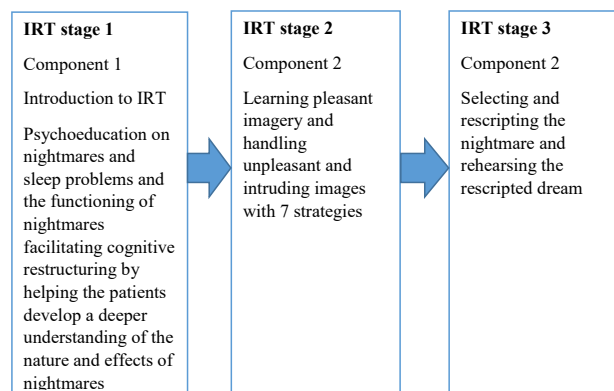 IRT stage 1
Component 1
Introduction to IRT
Psychoeducation on
nightmares and
sleep problems and
the functioning of
nightmares
facilitating cognitive
restructuring by
helping the patients
develop a deeper
understanding of the
nature and effects of
nightmares
IRT stage 2
Component 2
Learning pleasant
imagery and
handling
unpleasant and
intruding images
with 7 strategies
IRT stage 3
Component 2
Selecting and
rescripting the
nightmare and
rehearsing the
rescripted dream